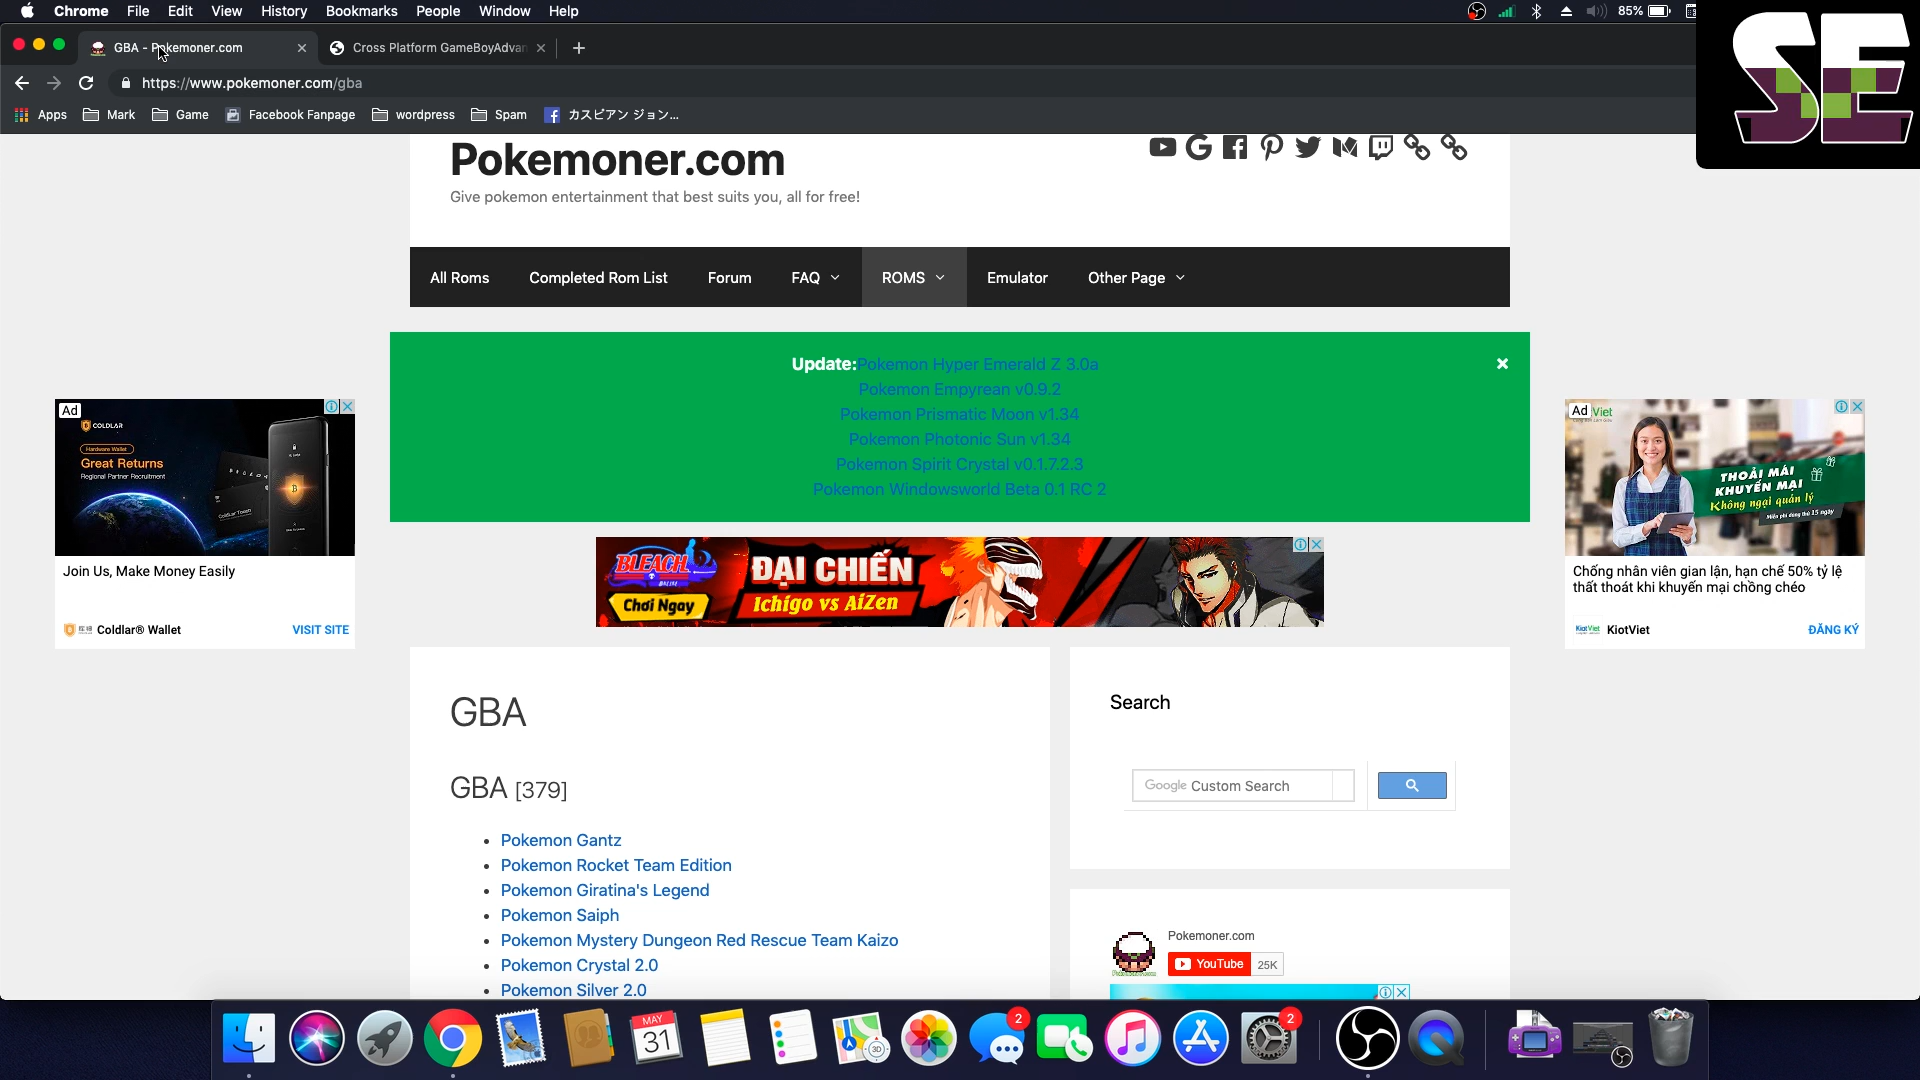 Chrome File Edit View History Bookmarks People Window Help
85%
GBA - Pokemoner.com
Cross Platform GameBoyAdvan
https://www.pokemoner.com/gba
Apps Mark Game Facebook Fanpage wordpress Spam カスピアン ジョン...
SE
Pokemoner.com
Give pokemon entertainment that best suits you, all for free!
All Roms Completed Rom List Forum FAQ ROMS Emulator Other Page
Update:Pokemon Hyper Emerald Z 3.0a
Pokemon Empyrean v0.9.2
Pokemon Prismatic Moon v1.34
Pokemon Photonic Sun v1.34
Pokemon Spirit Crystal v0.1.7.2.3
Pokemon Windowsworld Beta 0.1 RC 2
Ad
COLDLAR
Hardware Wallet
Great Returns
Regional Partner Recruitment
Join Us, Make Money Easily
Coldlar® Wallet VISIT SITE
BLEACH
ĐẠI CHIẾN
Chơi Ngay
Ichigo vs AiZen
Ad Viet
THOẢI MÁI
KHUYẾN MẠI
Không ngại quản lý
Miễn phí dùng thử 15 ngày
Chống nhân viên gian lận, hạn chế 50% tỷ lệ
thất thoát khi khuyến mại chồng chéo
KiotViet KiotViet ĐĂNG KÝ
GBA
GBA [379]
Pokemon Gantz
Pokemon Rocket Team Edition
Pokemon Giratina's Legend
Pokemon Saiph
Pokemon Mystery Dungeon Red Rescue Team Kaizo
Pokemon Crystal 2.0
Pokemon Silver 2.0
Search
Google Custom Search
Pokemoner.com
YouTube 25K
MAY
31
3D
2
2